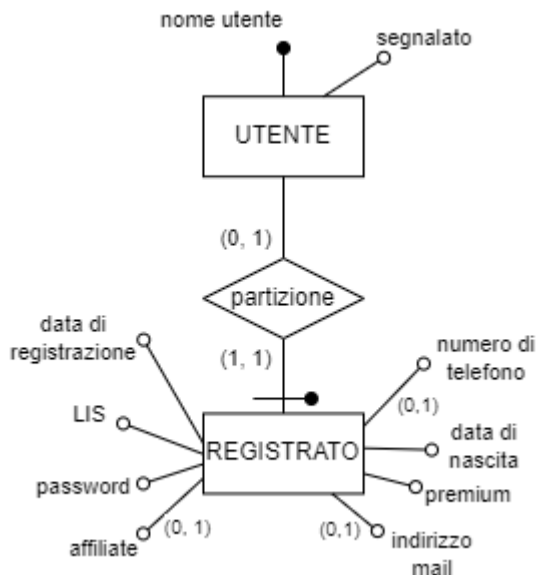 nome utente
segnalato
UTENTE
(0, 1)
partizione
(1, 1)
data di
registrazione
LIS
password
affiliate
(0, 1)
REGISTRATO
numero di
telefono
(0,1)
data di
nascita
premium
(0,1)
indirizzo
mail